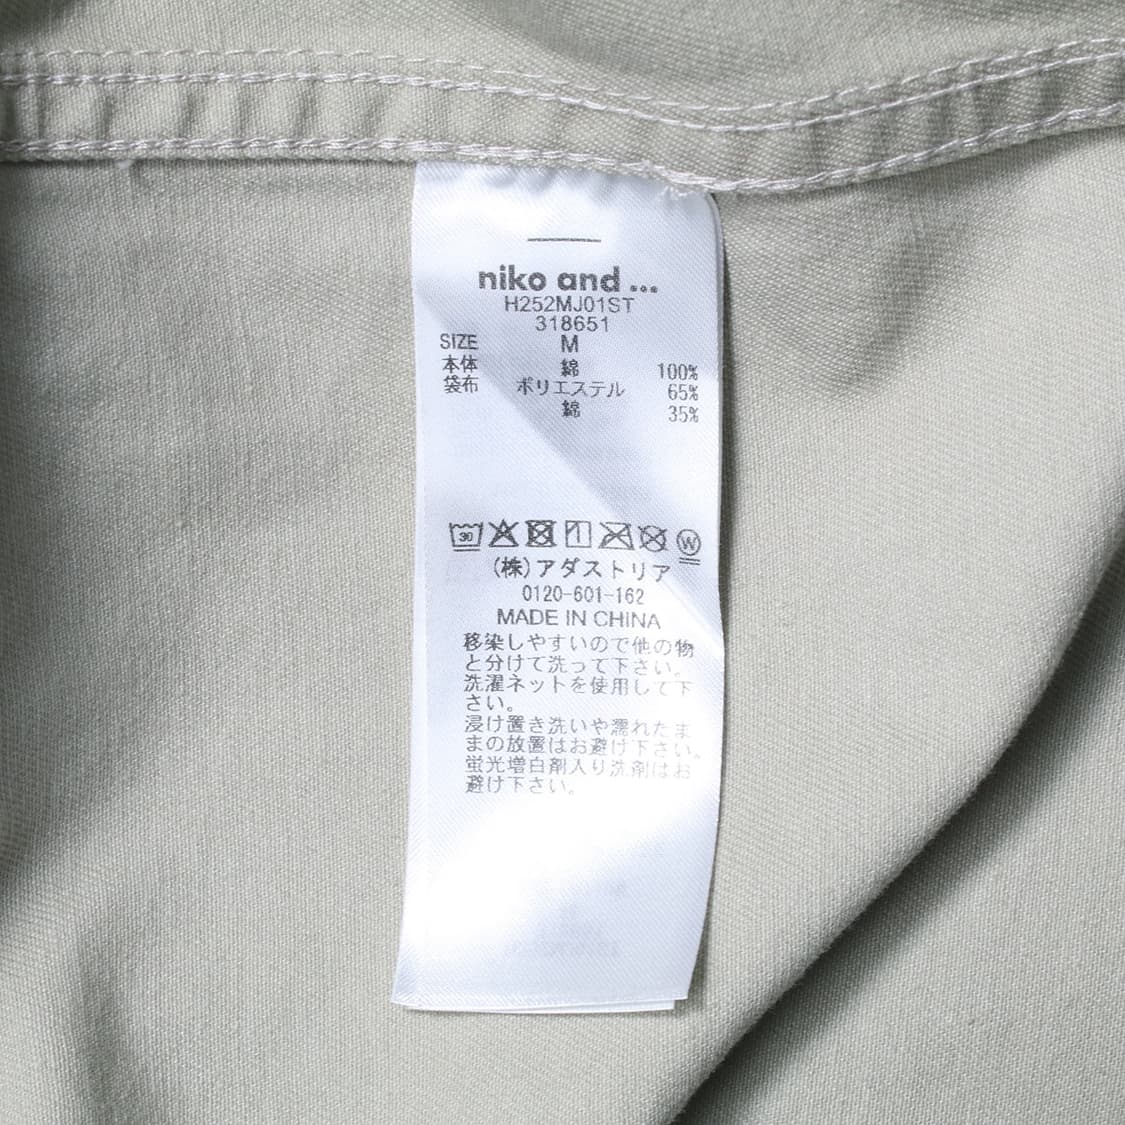 niko and ...
H252MJ01ST
318651
SIZE M
本体 綿 100%
袋布 ポリエステル 65%
綿 35%
30 W
(株)アダストリア
0120-601-162
MADE IN CHINA
移染しやすいので他の物
と分けて洗って下さい。
洗濯ネットを使用して下
さい。
浸け置き洗いや濡れたま
まの放置はお避け下さい。
蛍光増白剤入り洗剤はお
避け下さい。